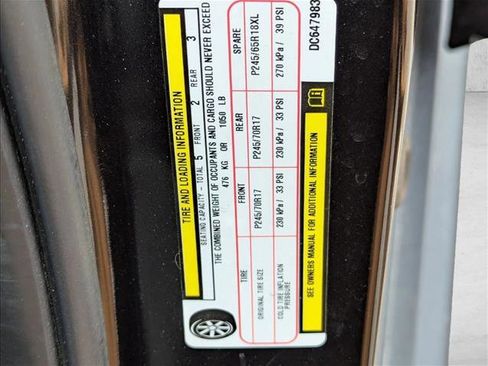 TIRE AND LOADING INFORMATION
SEATING CAPACITY - TOTAL 5 FRONT 2 REAR 3
THE COMBINED WEIGHT OF OCCUPANTS AND CARGO SHOULD NEVER EXCEED
476 KG OR 1050 LB
TIRE FRONT REAR SPARE
ORIGINAL TIRE SIZE P245/70R17 P245/70R17 P245/65R18XL
COLD TIRE INFLATION PRESSURE 230 kPa / 33 PSI 230 kPa / 33 PSI 270 kPa / 39 PSI
SEE OWNERS MANUAL FOR ADDITIONAL INFORMATION
DC647983